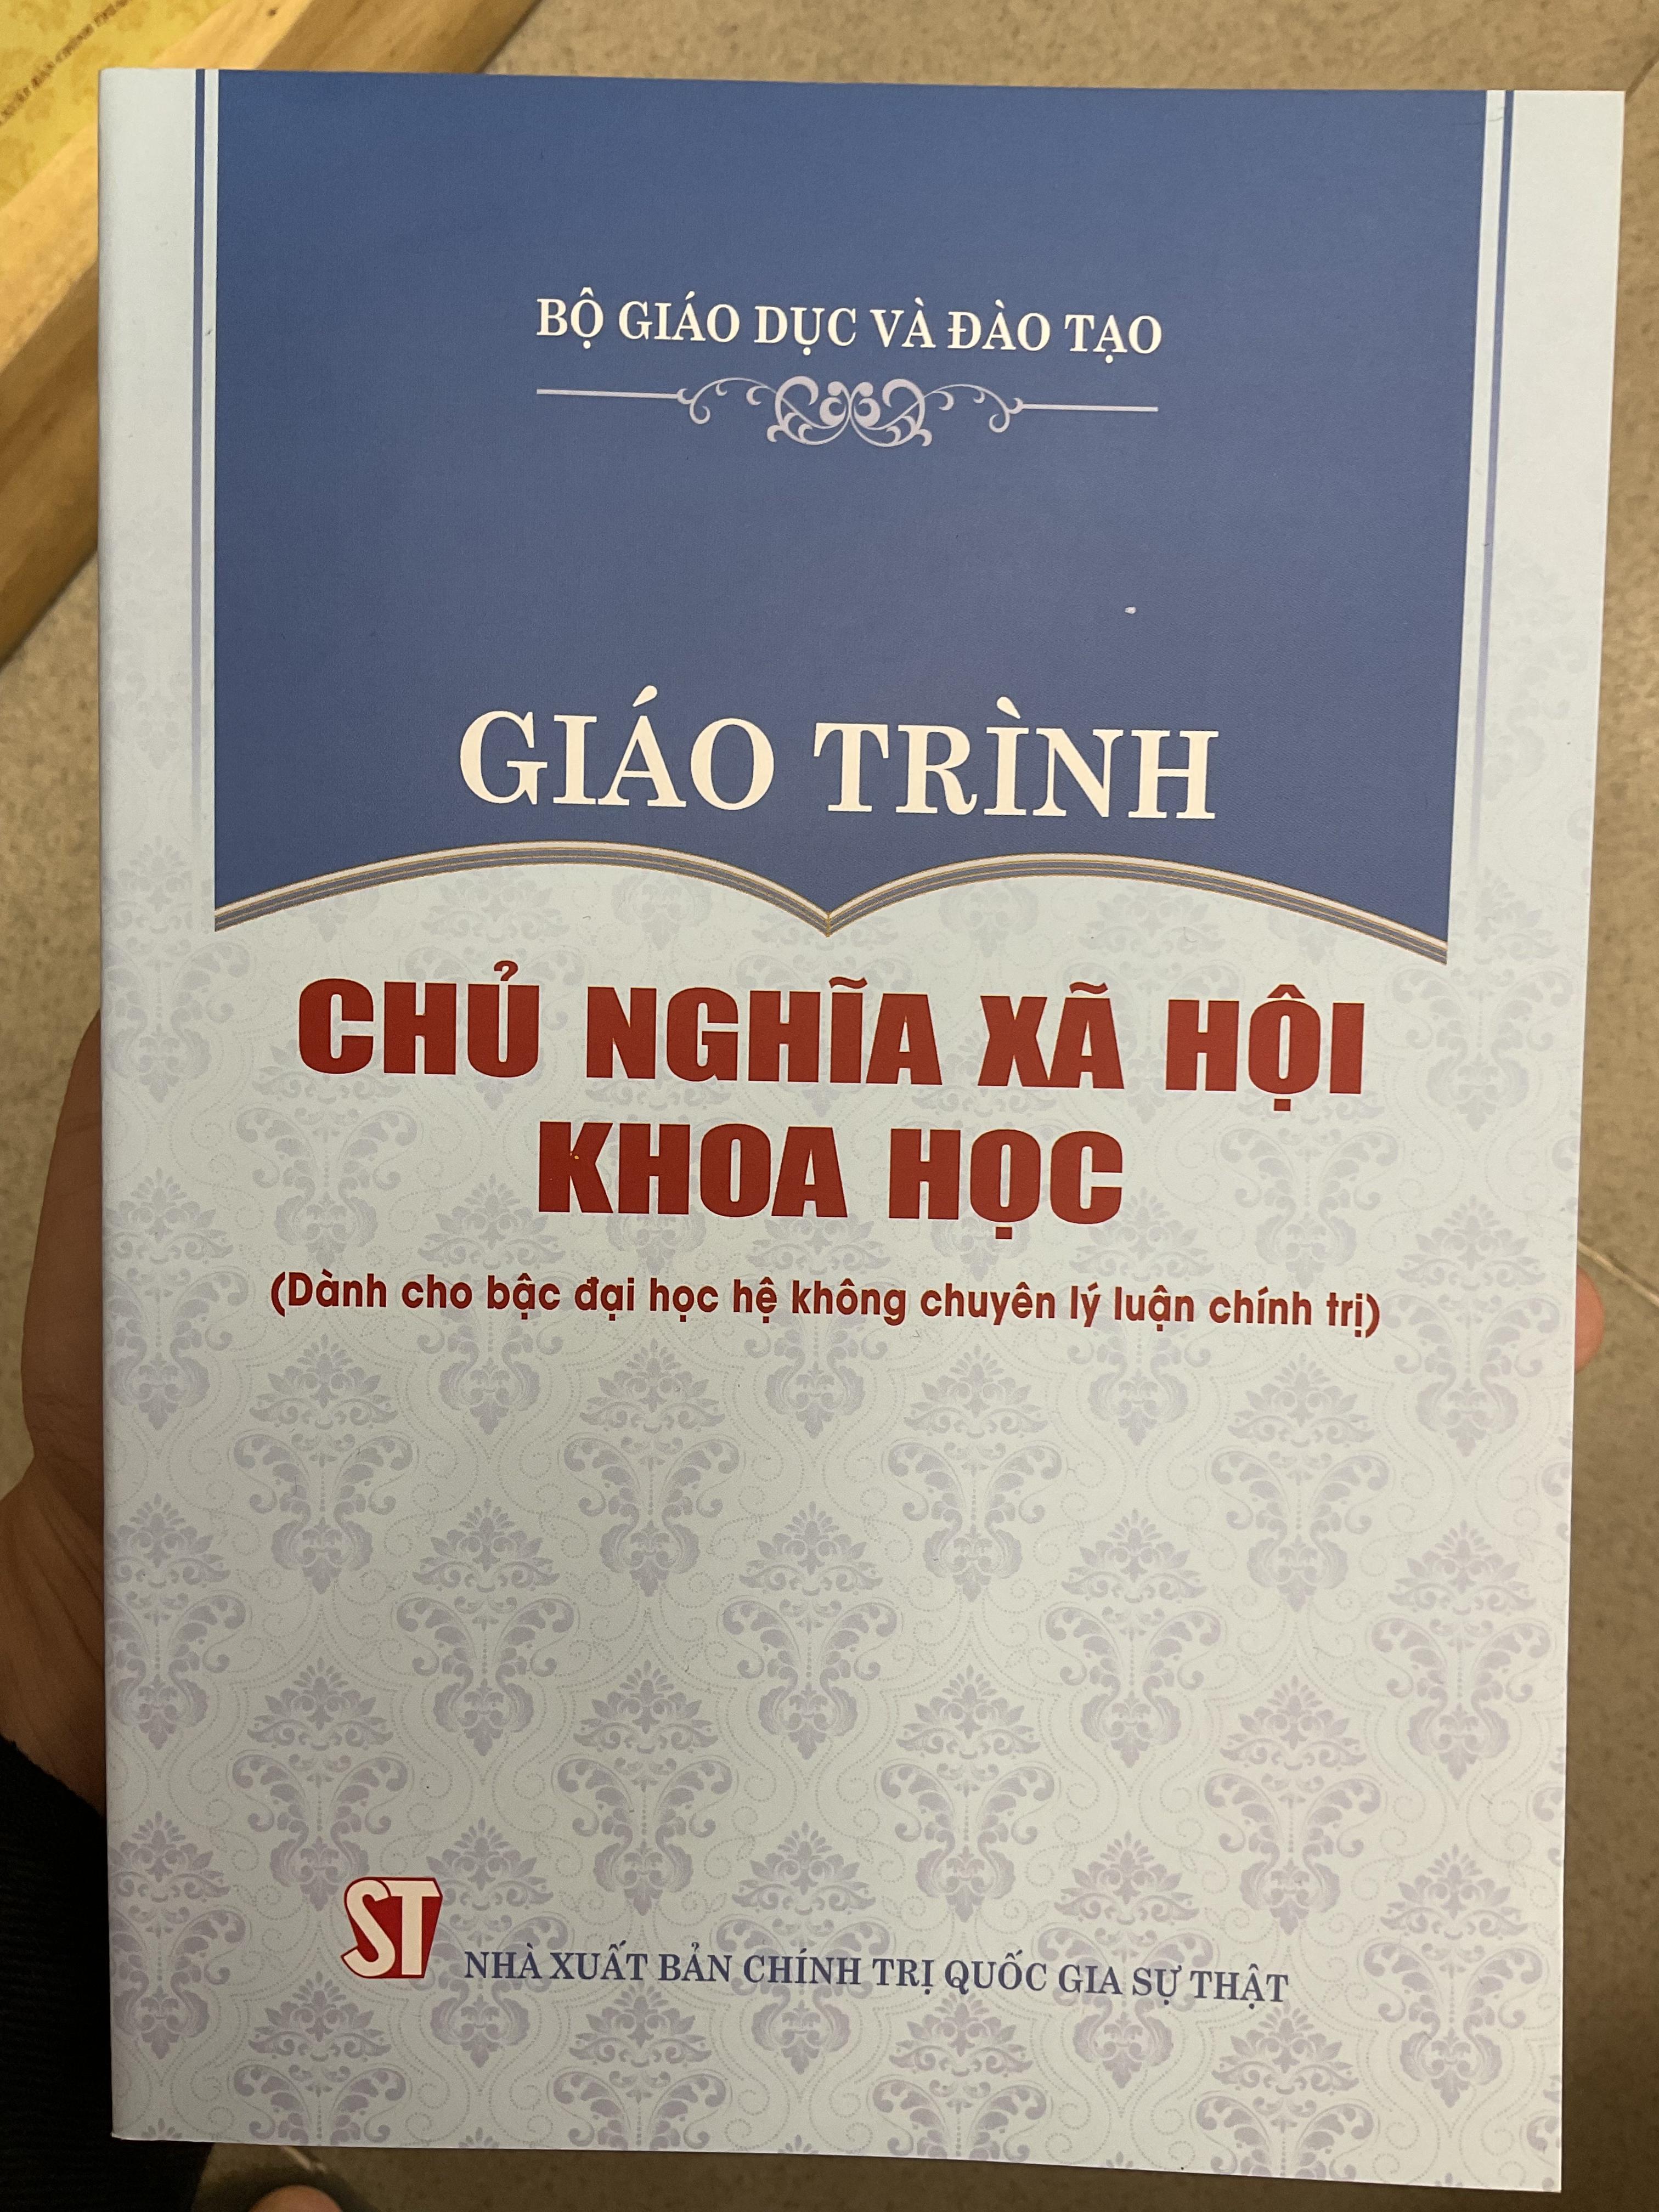 BỘ GIÁO DỤC VÀ ĐÀO TẠO
GIÁO TRÌNH
CHỦ NGHĨA XÃ HỘI
KHOA HỌC
(Dành cho bậc đại học hệ không chuyên lý luận chính trị)
ST
NHÀ XUẤT BẢN CHÍNH TRỊ QUỐC GIA SỰ THẬT